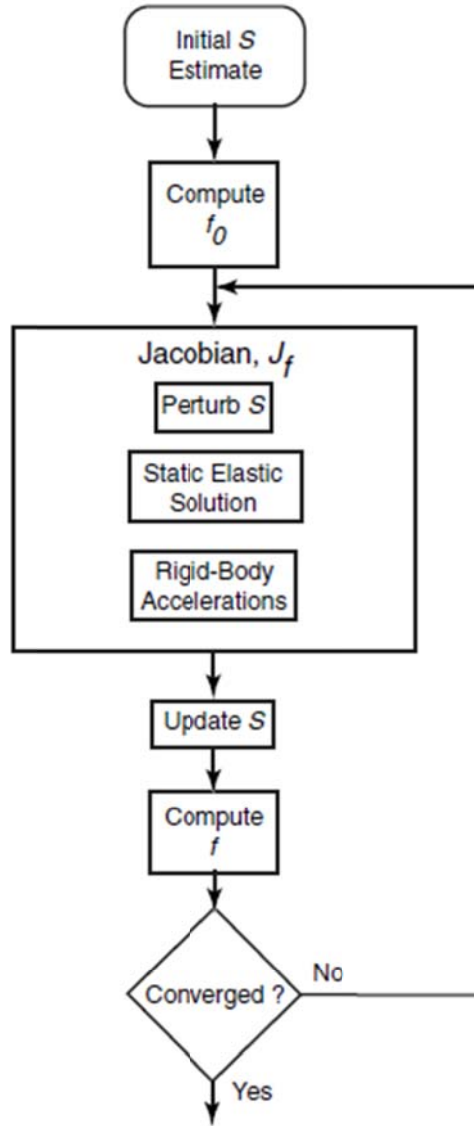 Initial S
Estimate
Compute
f0
Jacobian, Jf
Perturb S
Static Elastic
Solution
Rigid-Body
Accelerations
Update S
Compute
f
Converged ?
No
Yes